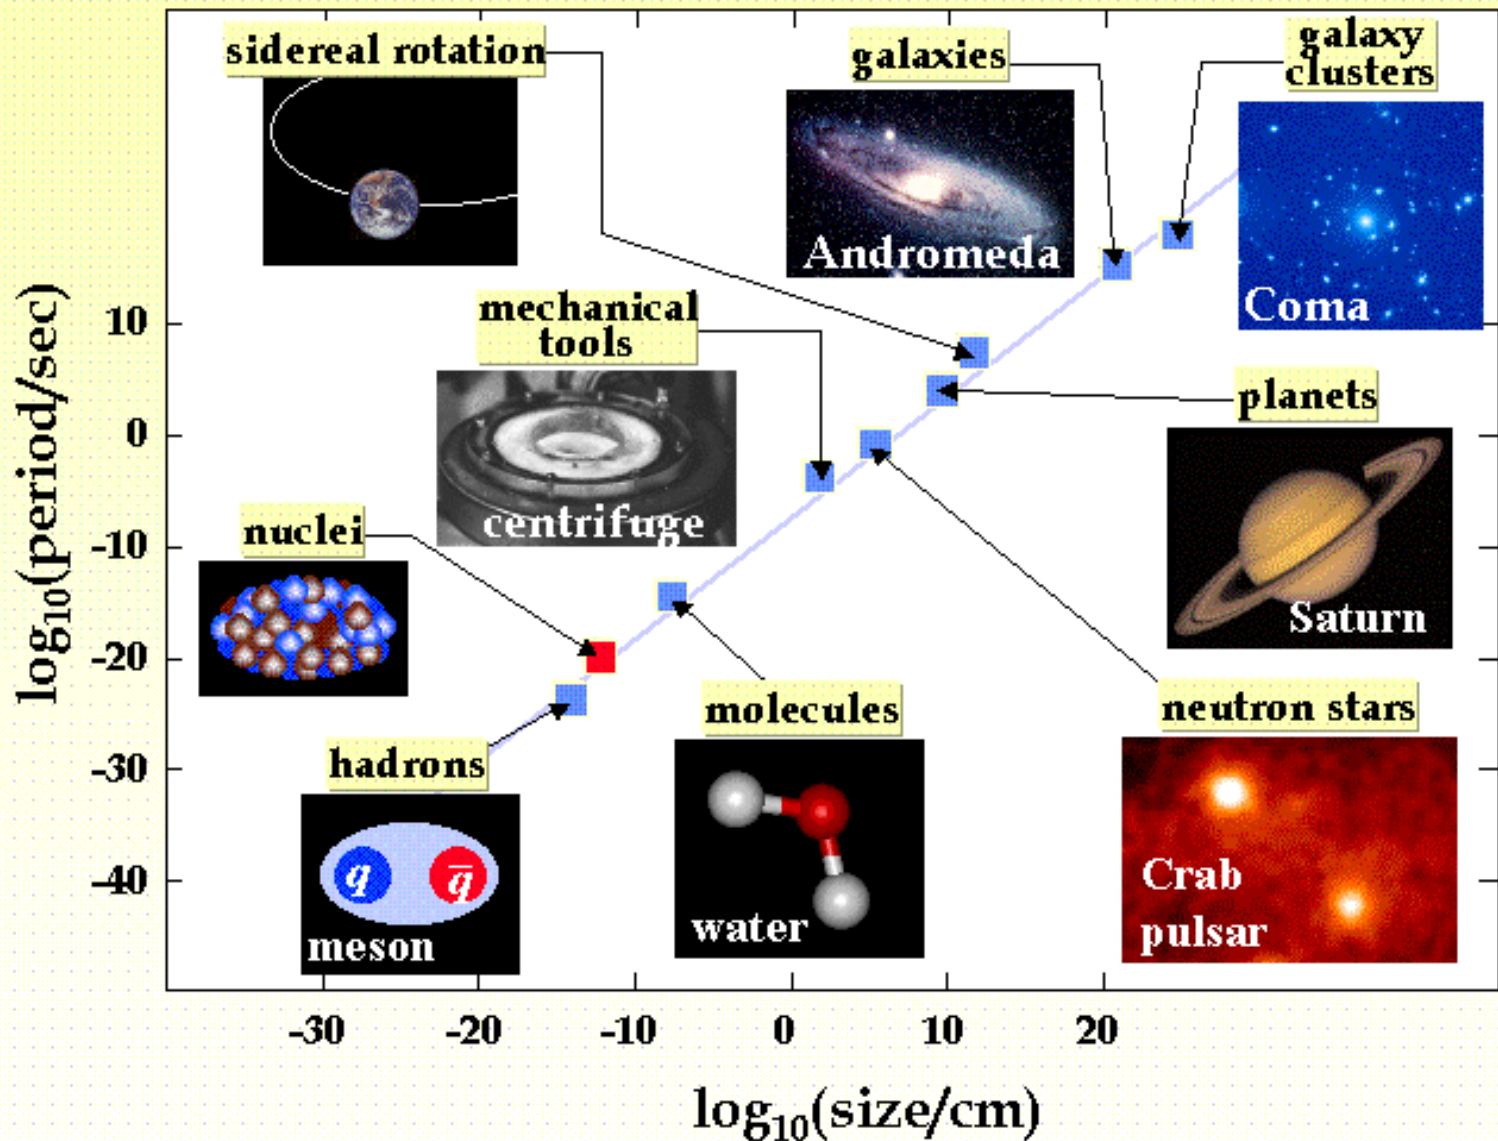 sidereal rotation
galaxies
galaxy
clusters
Andromeda
Coma
mechanical
tools
centrifuge
planets
Saturn
nuclei
molecules
water
neutron stars
Crab
pulsar
hadrons
q
q̅
meson
log₁₀(period/sec)
10
0
-10
-20
-30
-40
-30
-20
-10
0
10
20
log₁₀(size/cm)